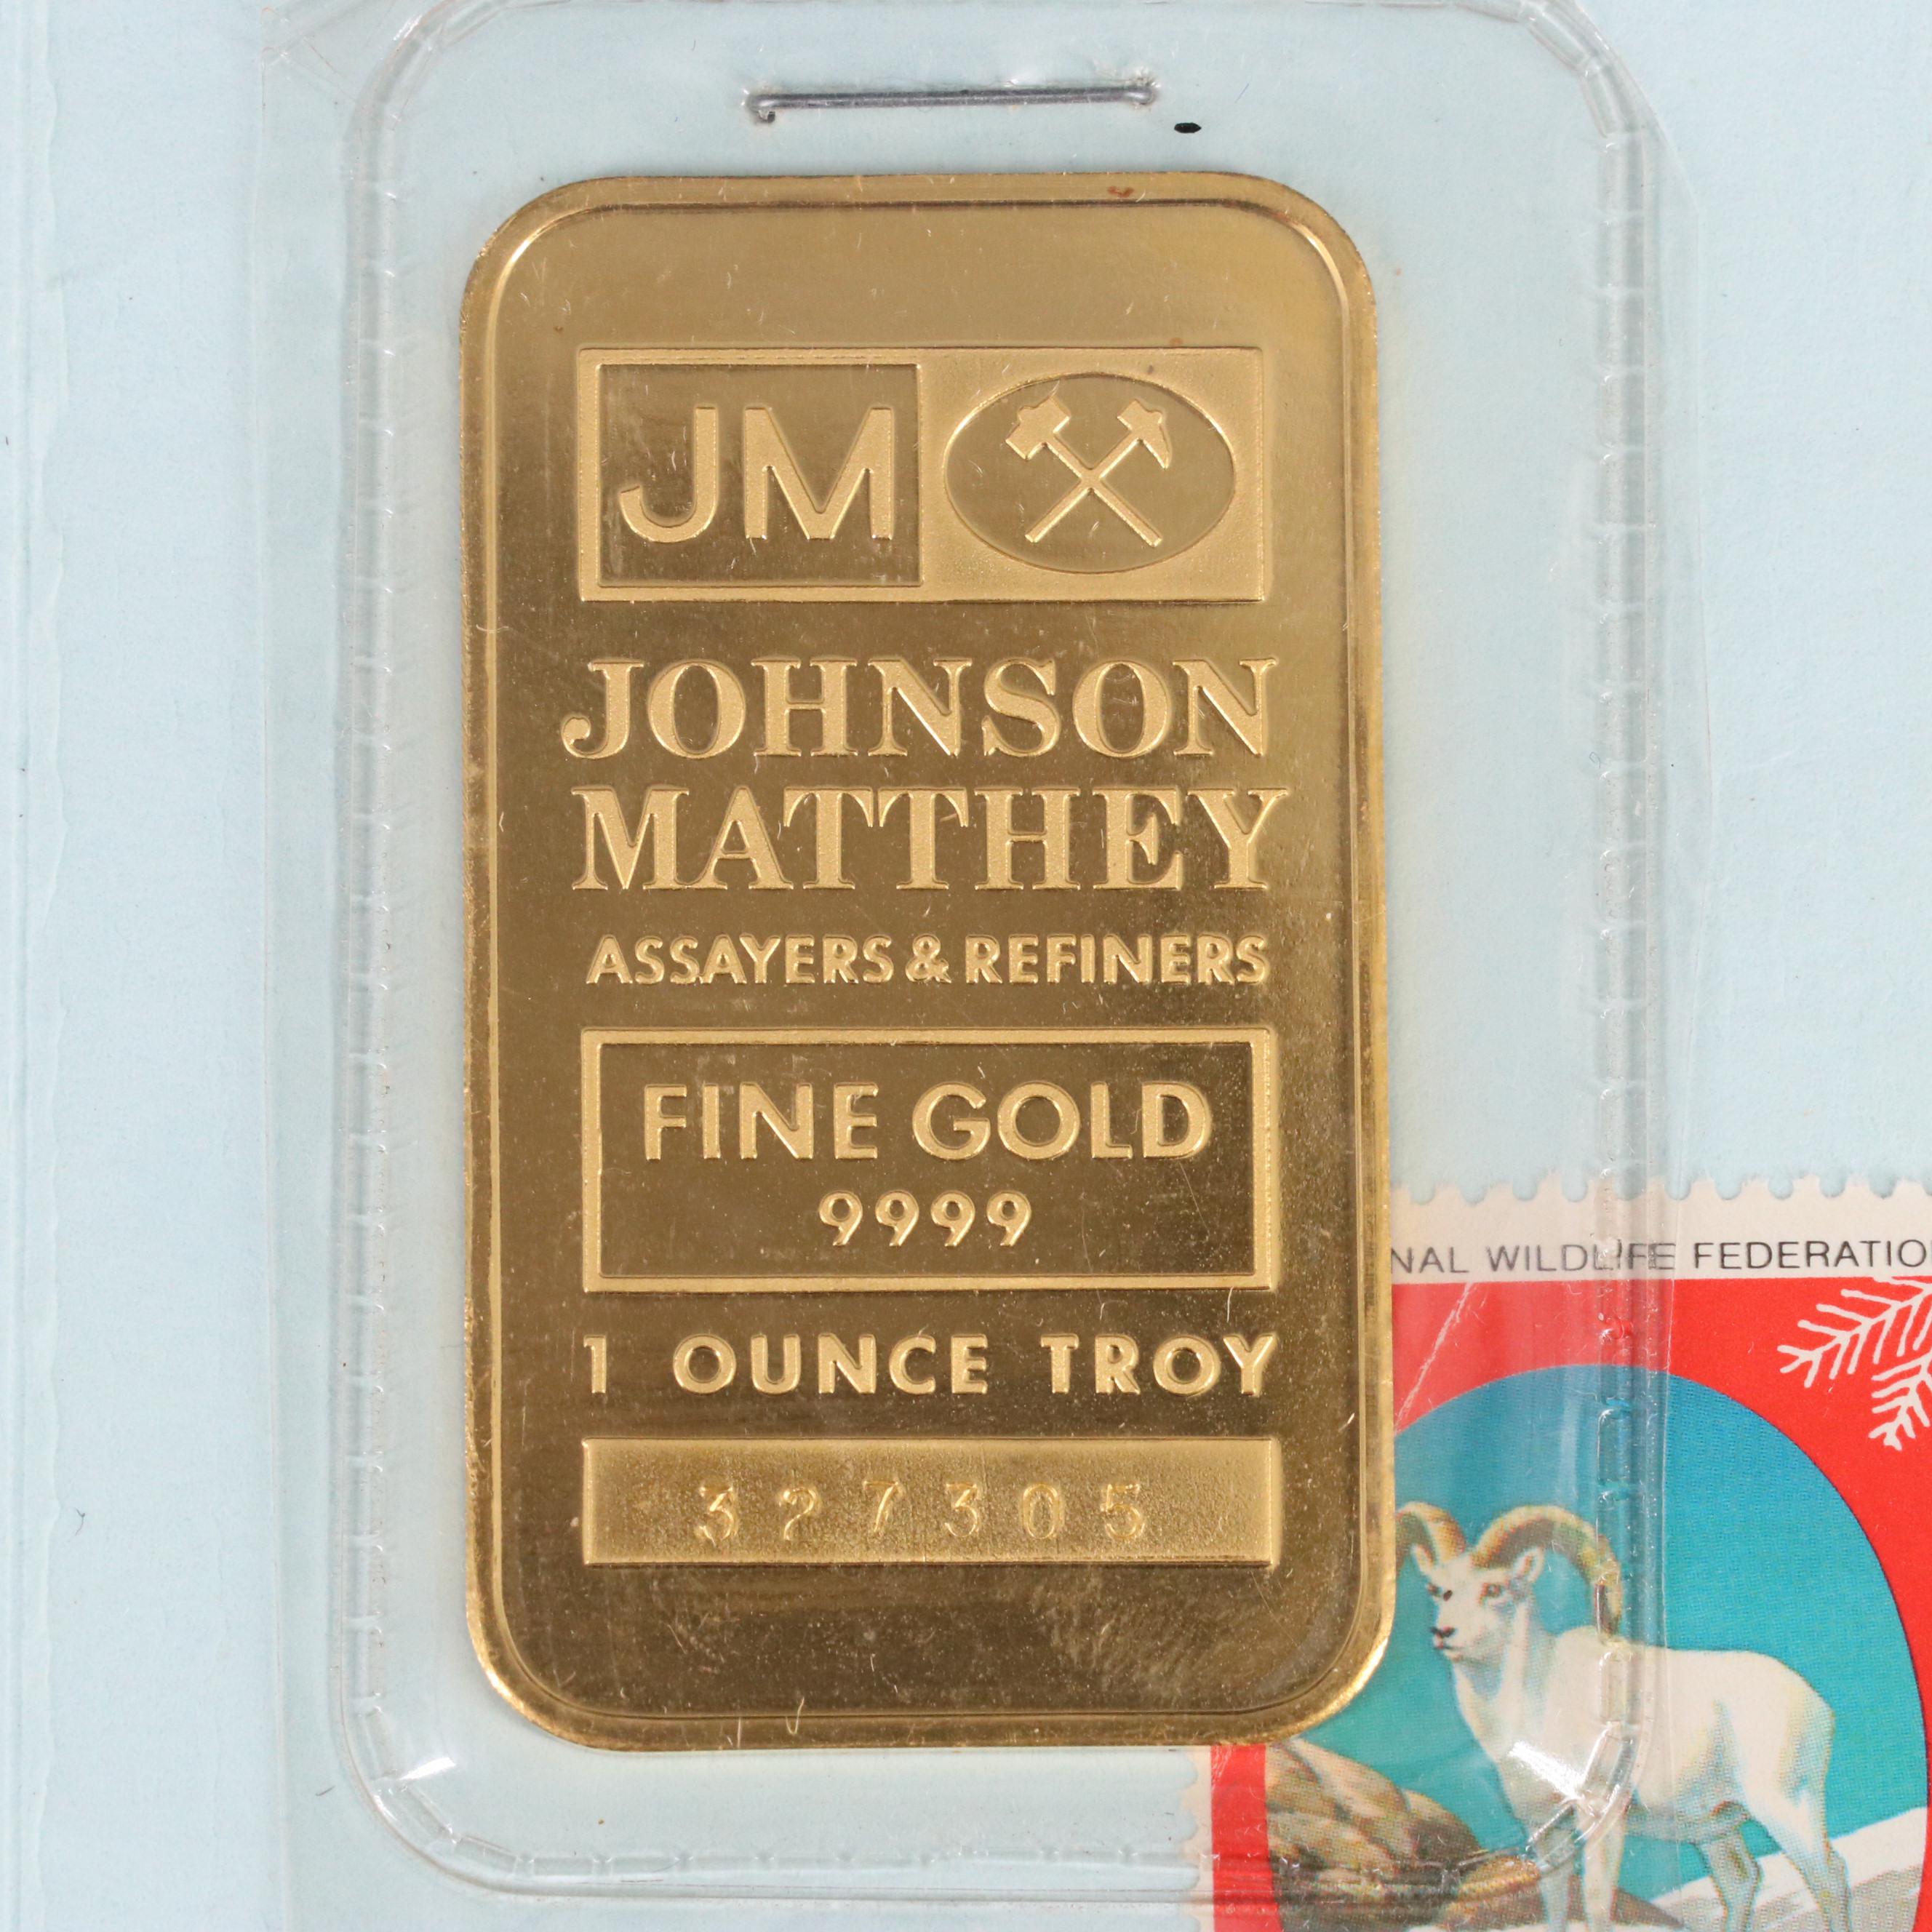 JM
JOHNSON
MATTHEY
ASSAYERS & REFINERS
FINE GOLD
9999
1 OUNCE TROY
327305
NAL WILDLIFE FEDERATIO